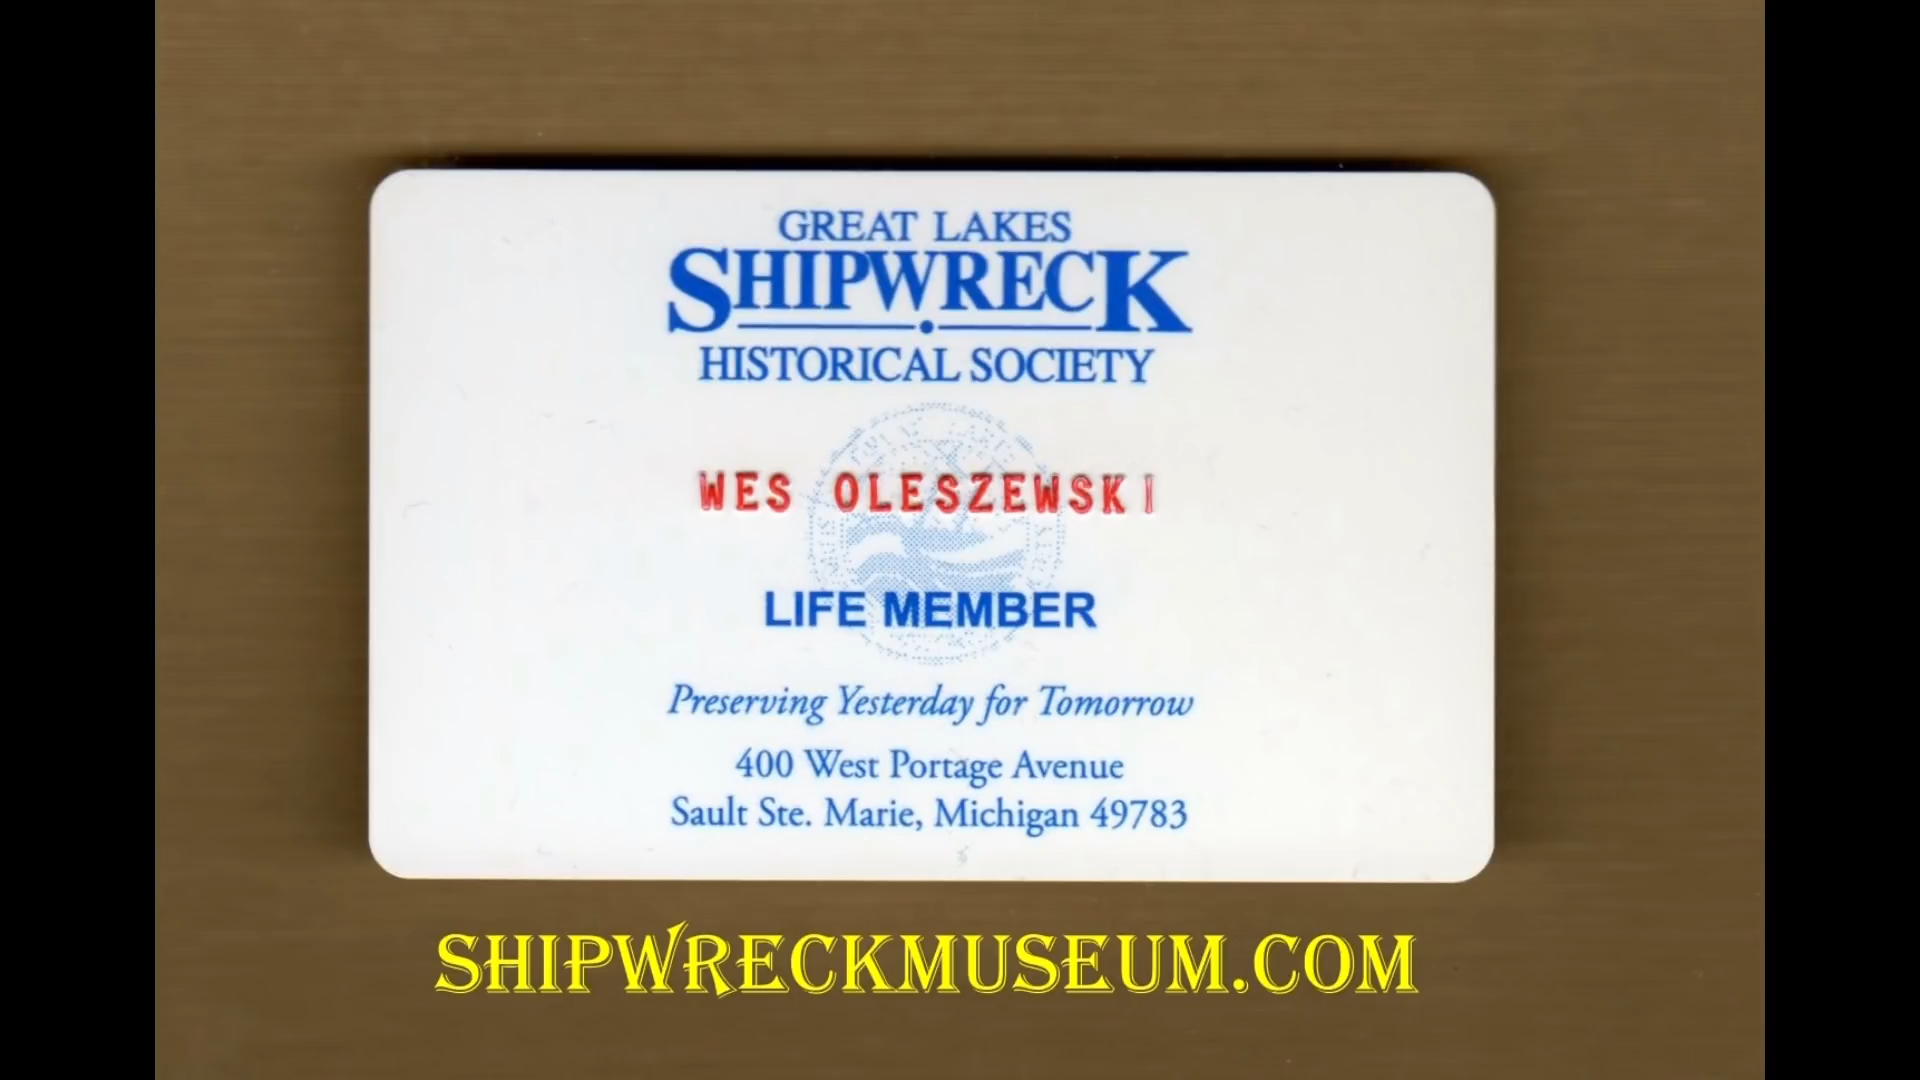 GREAT LAKES
SHIPWRECK
HISTORICAL SOCIETY
WES OLESZEWSKI
LIFE MEMBER
Preserving Yesterday for Tomorrow
400 West Portage Avenue
Sault Ste. Marie, Michigan 49783
SHIPWRECKMUSEUM.COM